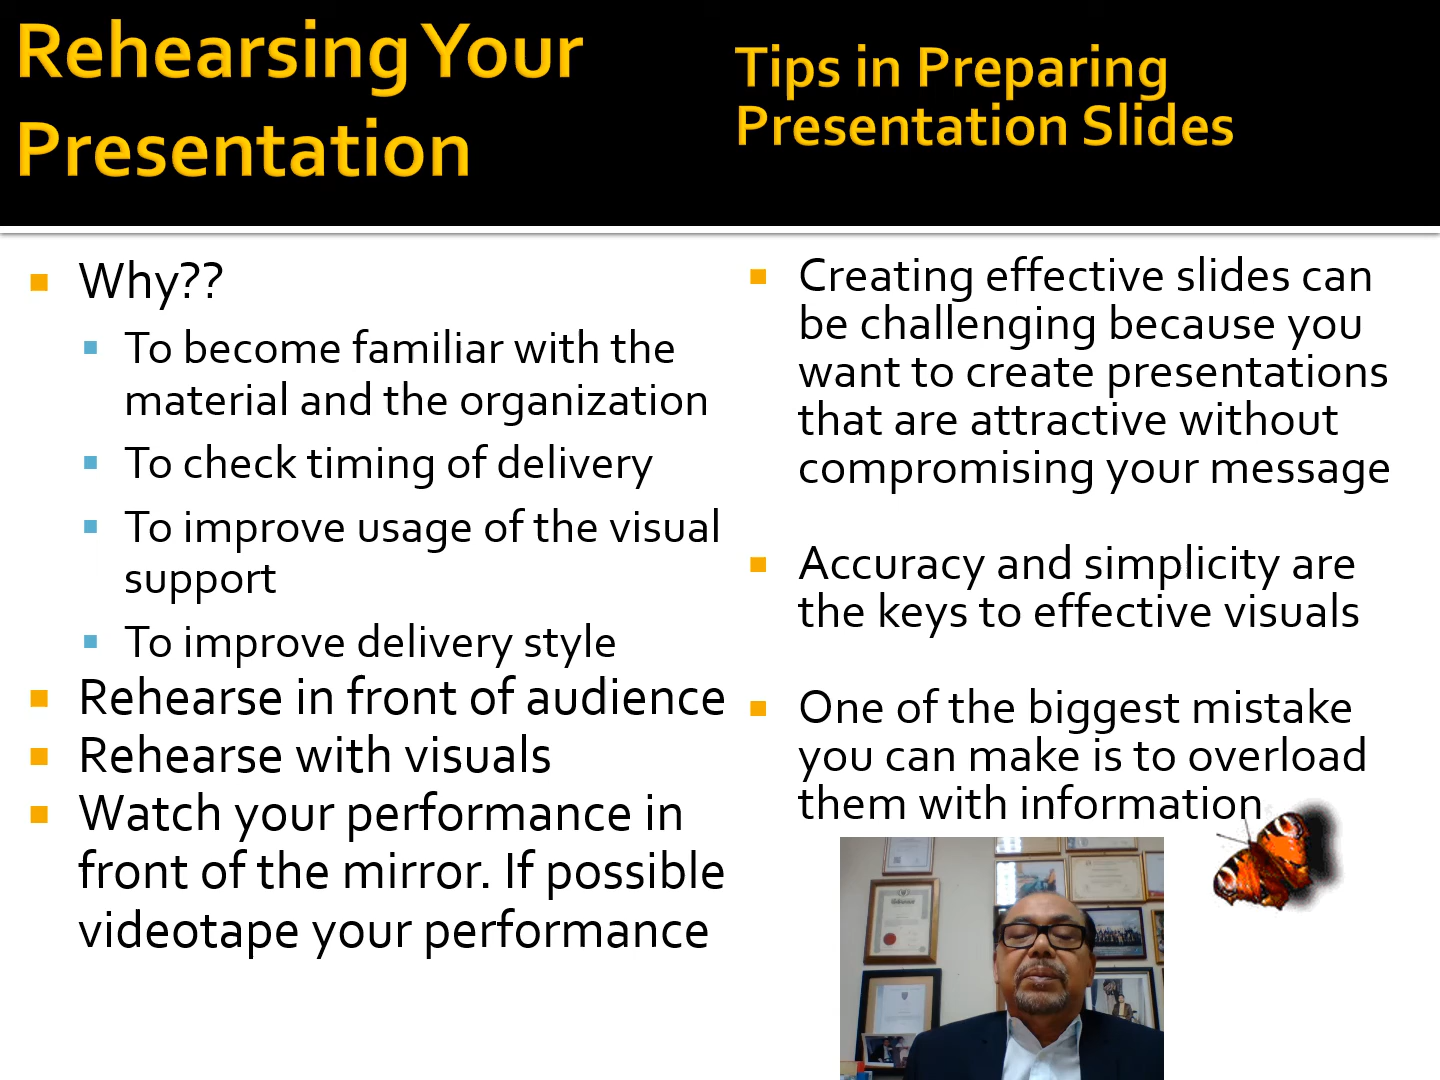 Rehearsing Your
Presentation
Why??
To become familiar with the
material and the organization
To check timing of delivery
To improve usage of the visual
support
To improve delivery style
Rehearse in front of audience
Rehearse with visuals
Watch your performance in
front of the mirror. If possible
videotape your performance
Tips in Preparing
Presentation Slides
Creating effective slides can
be challenging because you
want to create presentations
that are attractive without
compromising your message
Accuracy and simplicity are
the keys to effective visuals
One of the biggest mistake
you can make is to overload
them with information